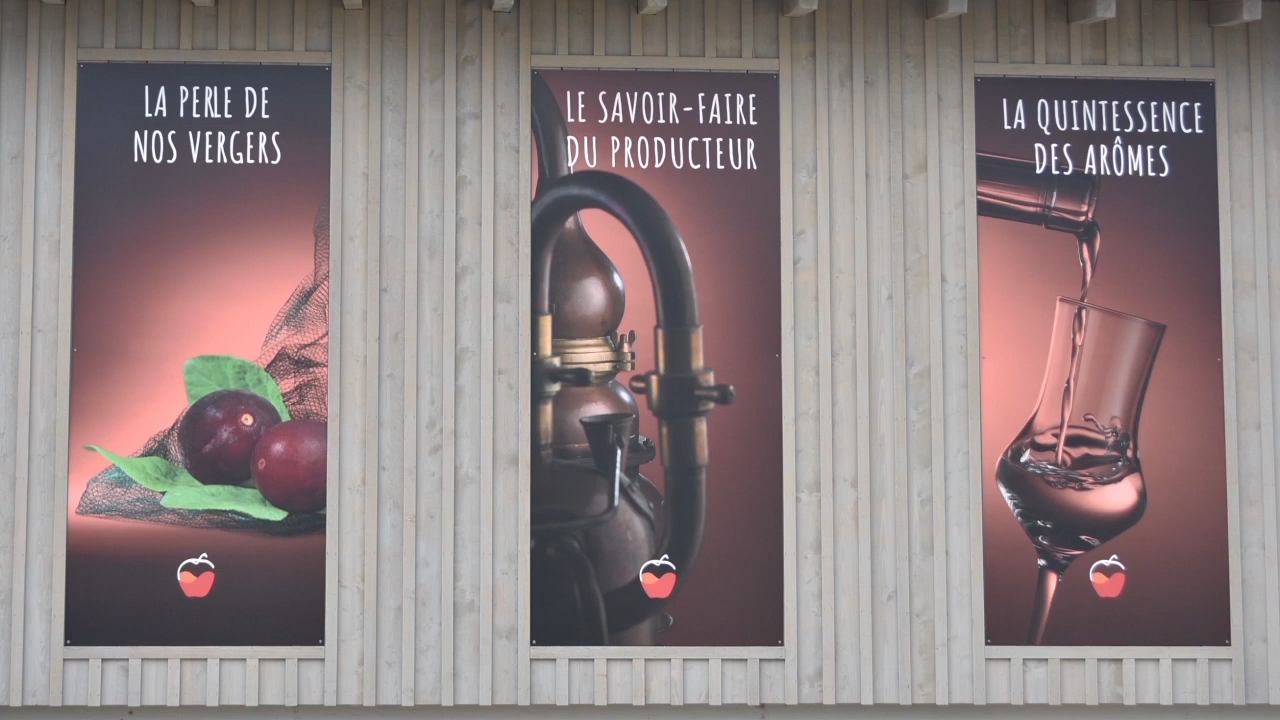 LA PERLE DE
NOS VERGERS
LE SAVOIR-FAIRE
DU PRODUCTEUR
LA QUINTESSENCE
DES ARÔMES